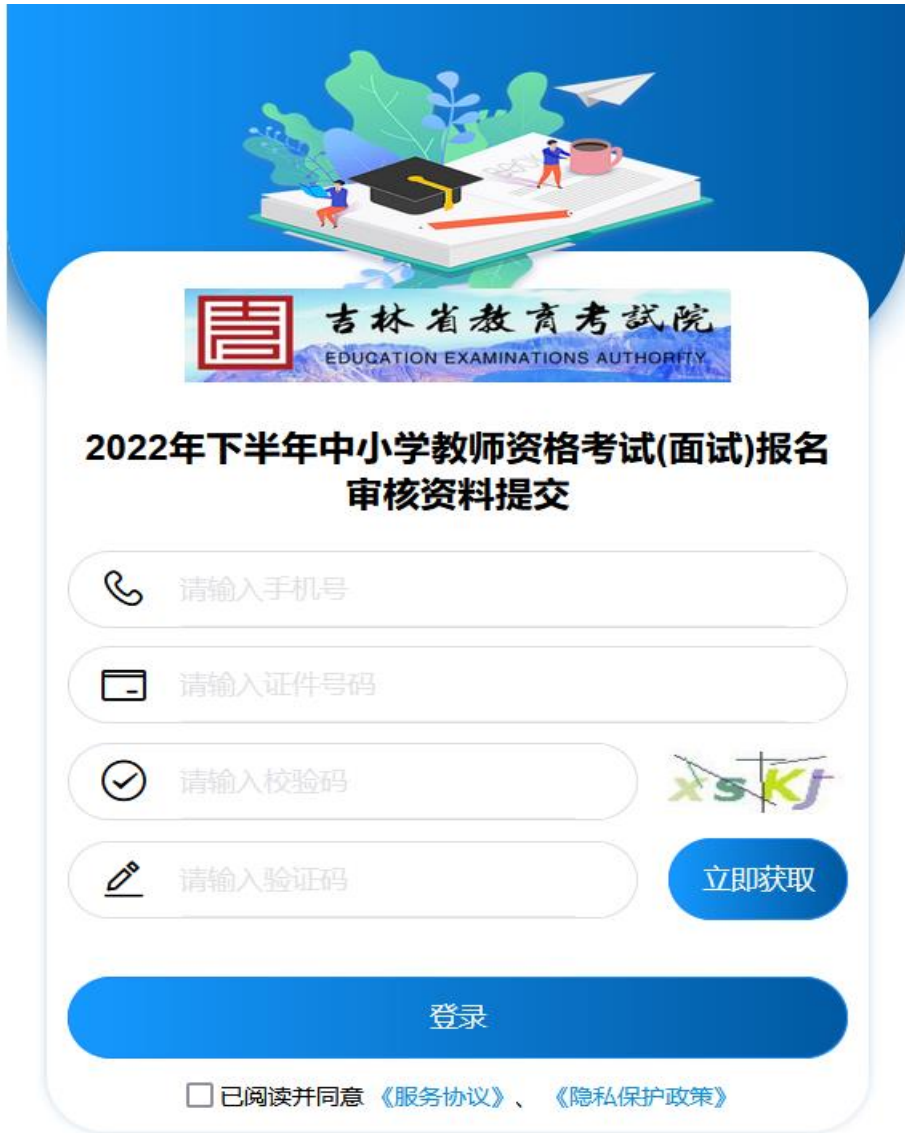 吉林省教育考试院
EDUCATION EXAMINATIONS AUTHORITY
2022年下半年中小学教师资格考试(面试)报名
审核资料提交
请输入手机号
请输入证件号码
请输入校验码
xsKj
请输入验证码
立即获取
登录
已阅读并同意《服务协议》、《隐私保护政策》